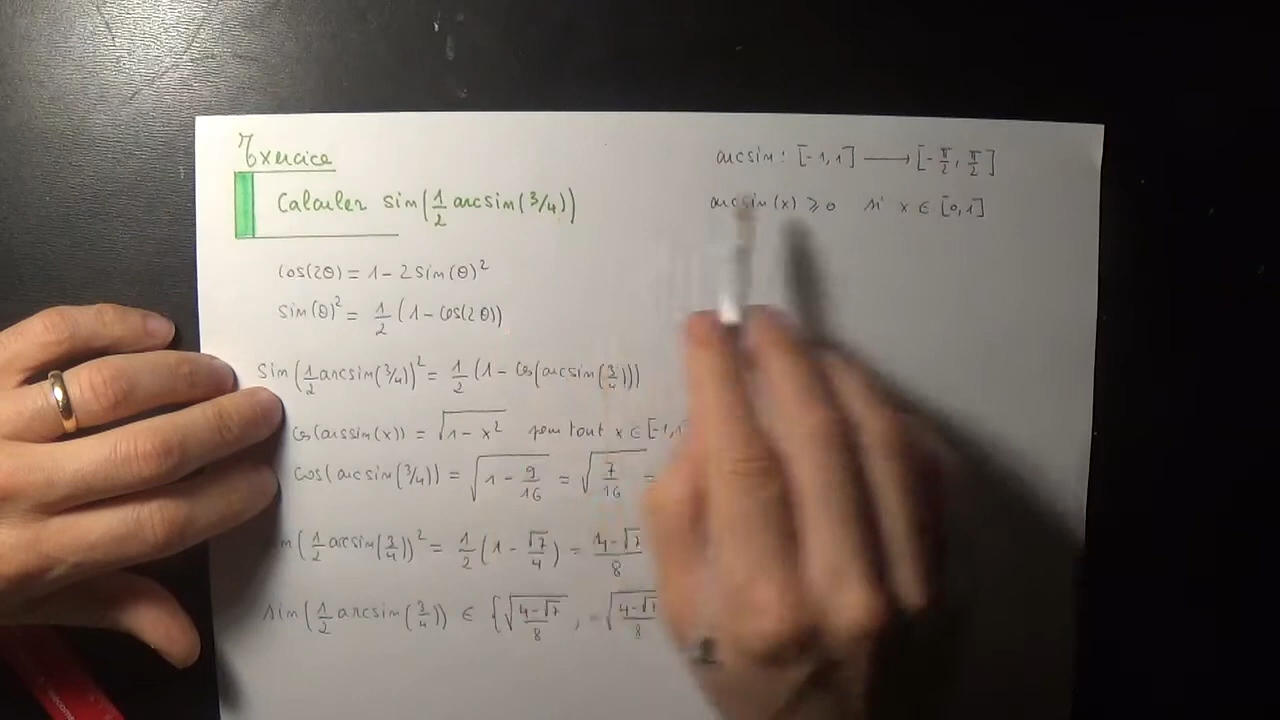 Exercice
Calculer sin(1/2 arcsin(3/4))
cos(2θ) = 1 - 2 sin(θ)²
sin(θ)² = 1/2 (1 - cos(2θ))
sin(1/2 arcsin(3/4))² = 1/2 (1 - cos(arcsin(3/4)))
cos(arcsin(x)) = √(1 - x²) pour tout x ∈ [-1,1
cos(arcsin(3/4)) = √(1 - 9/16) = √(7/16) =
(1/2 arcsin(3/4))² = 1/2 (1 - √7/4) = (4-√7)/8
sin(1/2 arcsin(3/4)) ∈ {√((4-√7)/8), -√((4-√7)/8)
arcsin : [-1,1] ⟶ [-π/2, π/2]
arcsin(x) ⩾ 0 si x ∈ [0,1]